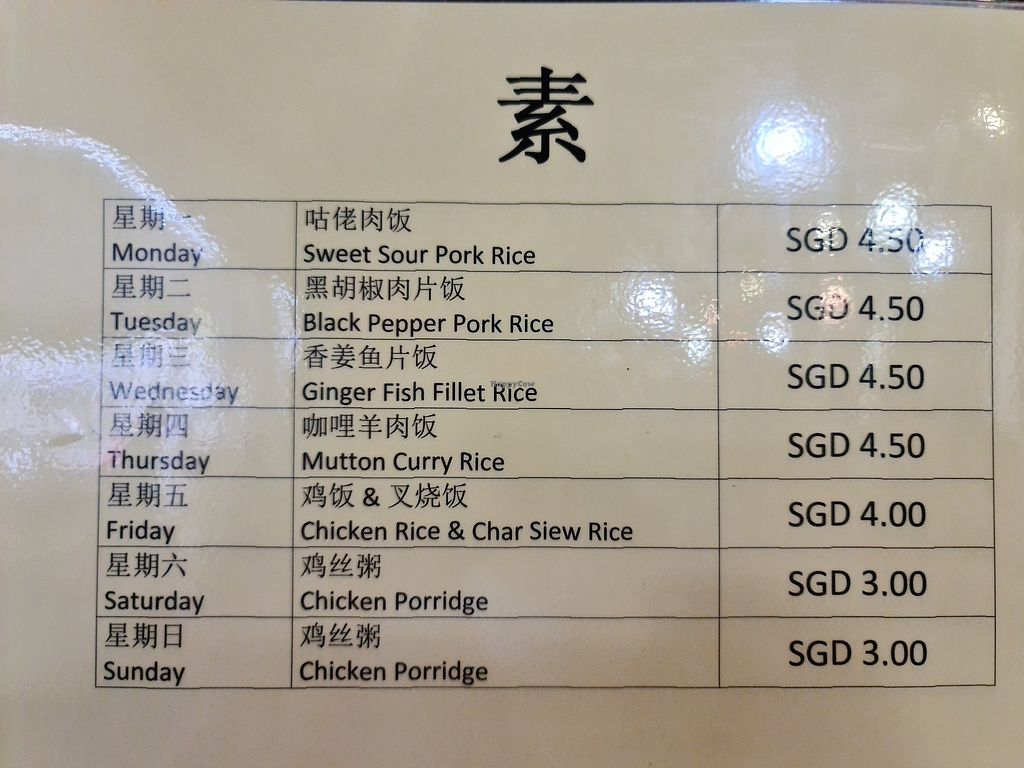 素
星期一
Monday
咕佬肉饭
Sweet Sour Pork Rice
SGD 4.50
星期二
Tuesday
黑胡椒肉片饭
Black Pepper Pork Rice
SGD 4.50
星期三
Wednesday
香姜鱼片饭
Ginger Fish Fillet Rice
SGD 4.50
星期四
Thursday
咖哩羊肉饭
Mutton Curry Rice
SGD 4.50
星期五
Friday
鸡饭 & 叉烧饭
Chicken Rice & Char Siew Rice
SGD 4.00
星期六
Saturday
鸡丝粥
Chicken Porridge
SGD 3.00
星期日
Sunday
鸡丝粥
Chicken Porridge
SGD 3.00
HappyCow